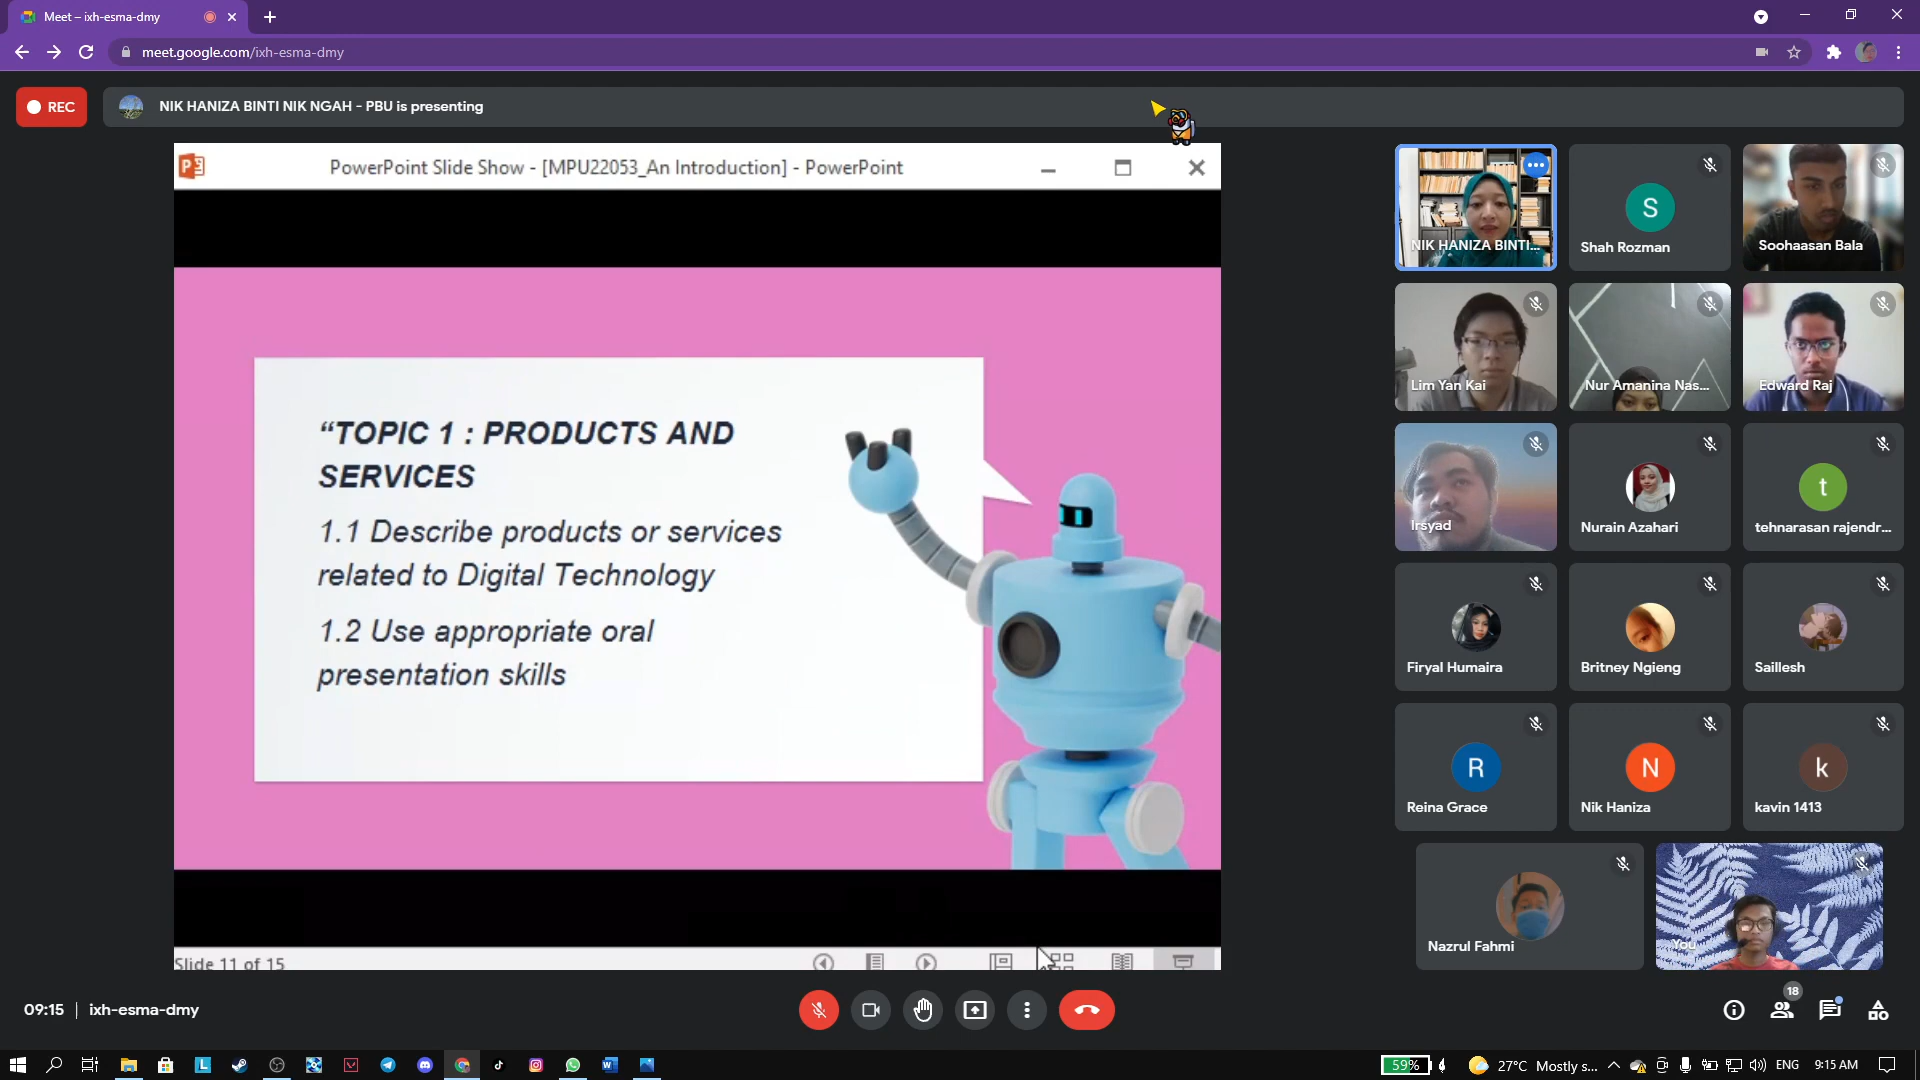 Meet – ixh-esma-dmy
meet.google.com/ixh-esma-dmy
REC
NIK HANIZA BINTI NIK NGAH - PBU is presenting
PowerPoint Slide Show - [MPU22053_An Introduction] - PowerPoint
“TOPIC 1 : PRODUCTS AND
SERVICES
1.1 Describe products or services
related to Digital Technology
1.2 Use appropriate oral
presentation skills
Slide 11 of 15
NIK HANIZA BINTI...
S
Shah Rozman
Soohaasan Bala
Lim Yan Kai
Nur Amanina Nas...
Edward Raj
Irsyad
Nurain Azahari
t
tehnarasan rajendr...
Firyal Humaira
Britney Ngieng
Saillesh
R
Reina Grace
N
Nik Haniza
k
kavin 1413
Nazrul Fahmi
You
09:15 | ixh-esma-dmy
18
59%
27°C Mostly s...
ENG
9:15 AM